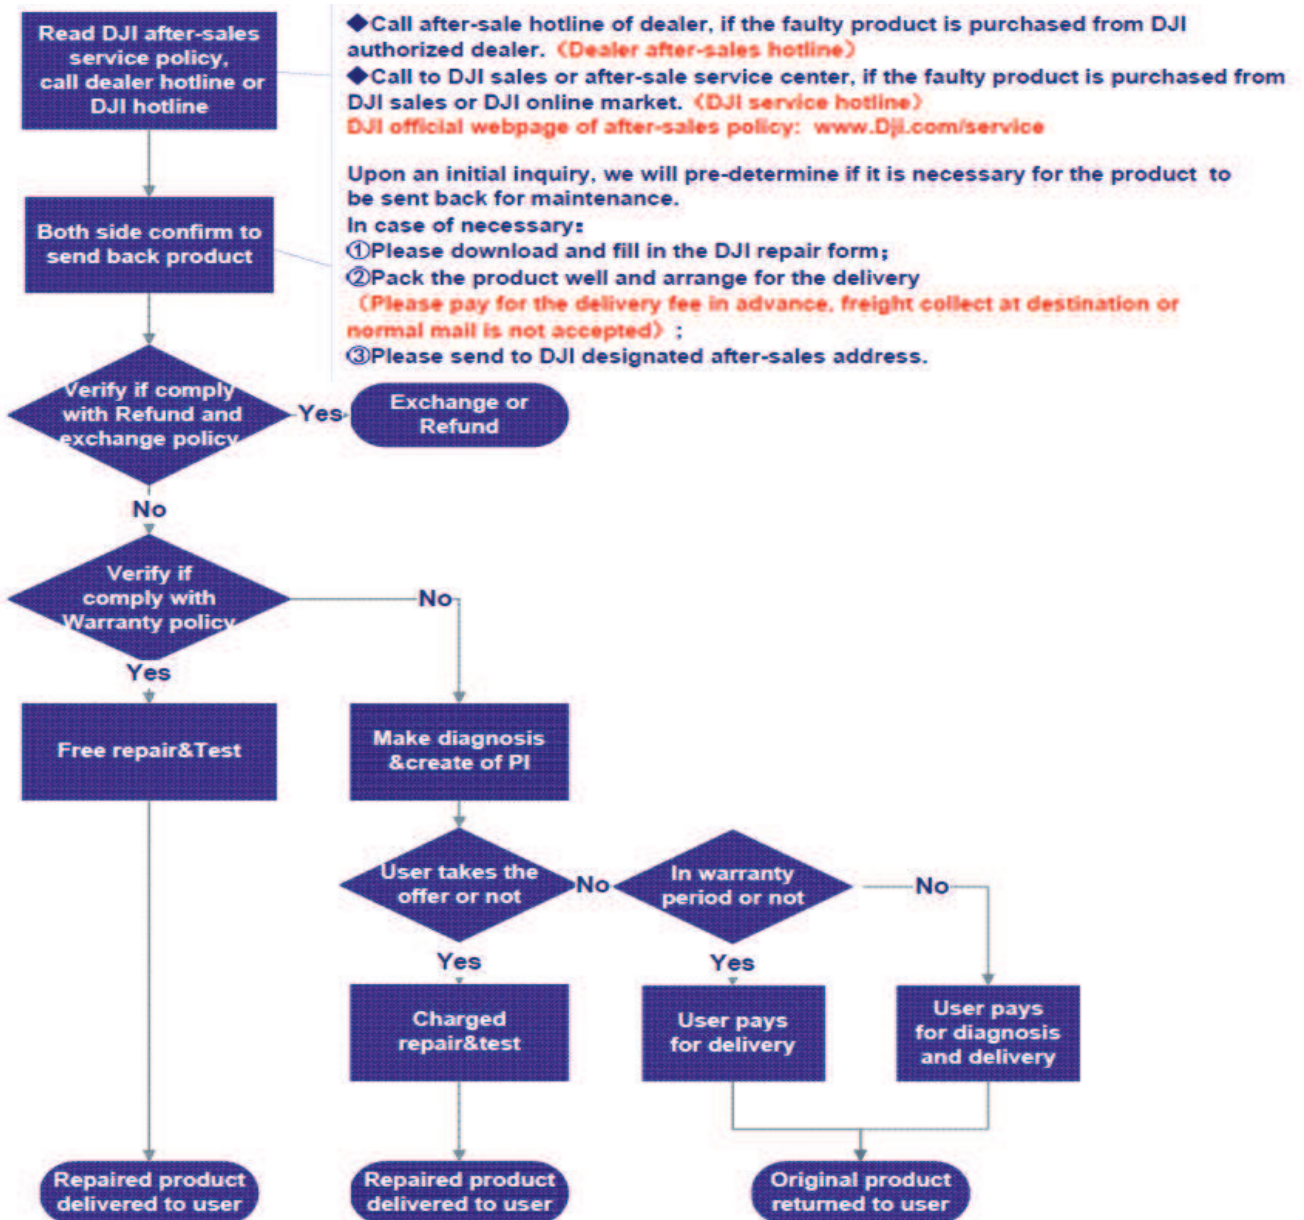 Read DJI after-sales
service policy,
call dealer hotline or
DJI hotline
◆Call after-sale hotline of dealer, if the faulty product is purchased from DJI
authorized dealer.（Dealer after-sales hotline）
◆Call to DJI sales or after-sale service center, if the faulty product is purchased from
DJI sales or DJI online market.（DJI service hotline）
DJI official webpage of after-sales policy: www.Dji.com/service
Both side confirm to
send back product
Upon an initial inquiry, we will pre-determine if it is necessary for the product to
be sent back for maintenance.
In case of necessary:
①Please download and fill in the DJI repair form;
②Pack the product well and arrange for the delivery
（Please pay for the delivery fee in advance, freight collect at destination or
normal mail is not accepted）;
③Please send to DJI designated after-sales address.
Verify if comply
with Refund and
exchange policy
Yes
Exchange or
Refund
No
Verify if
comply with
Warranty policy
No
Yes
Free repair&Test
Make diagnosis
&create of PI
User takes the
offer or not
No
In warranty
period or not
No
Yes
Yes
Charged
repair&test
User pays
for delivery
User pays
for diagnosis
and delivery
Repaired product
delivered to user
Repaired product
delivered to user
Original product
returned to user